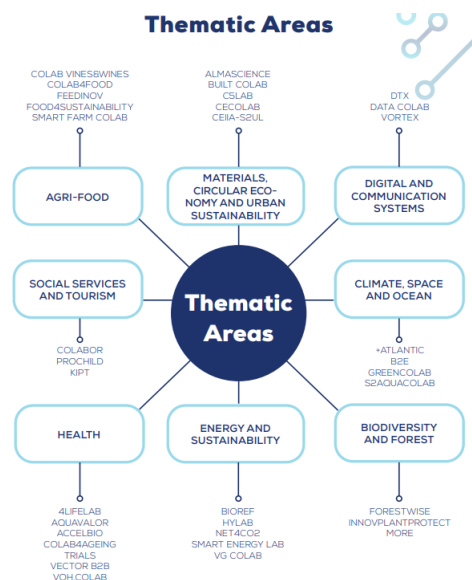 Thematic Areas
COLAB VINES&WINES
COLAB4FOOD
FEEDINOV
FOOD4SUSTAINABILITY
SMART FARM COLAB
ALMASCIENCE
BUILT COLAB
C5LAB
CECOLAB
CEIIA-S2UL
DTX
DATA COLAB
VORTEX
AGRI-FOOD
MATERIALS,
CIRCULAR ECO-
NOMY AND URBAN
SUSTAINABILITY
DIGITAL AND
COMMUNICATION
SYSTEMS
SOCIAL SERVICES
AND TOURISM
Thematic
Areas
CLIMATE, SPACE
AND OCEAN
COLABOR
PROCHILD
KIPT
+ATLANTIC
B2E
GREENCOLAB
S2AQUACOLAB
HEALTH
ENERGY AND
SUSTAINABILITY
BIODIVERSITY
AND FOREST
4LIFELAB
AQUAVALOR
ACCELBIO
COLAB4AGEING
TRIALS
VECTOR B2B
VOH.COLAB
BIOREF
HYLAB
NET4CO2
SMART ENERGY LAB
VG COLAB
FORESTWISE
INNOVPLANTPROTECT
MORE